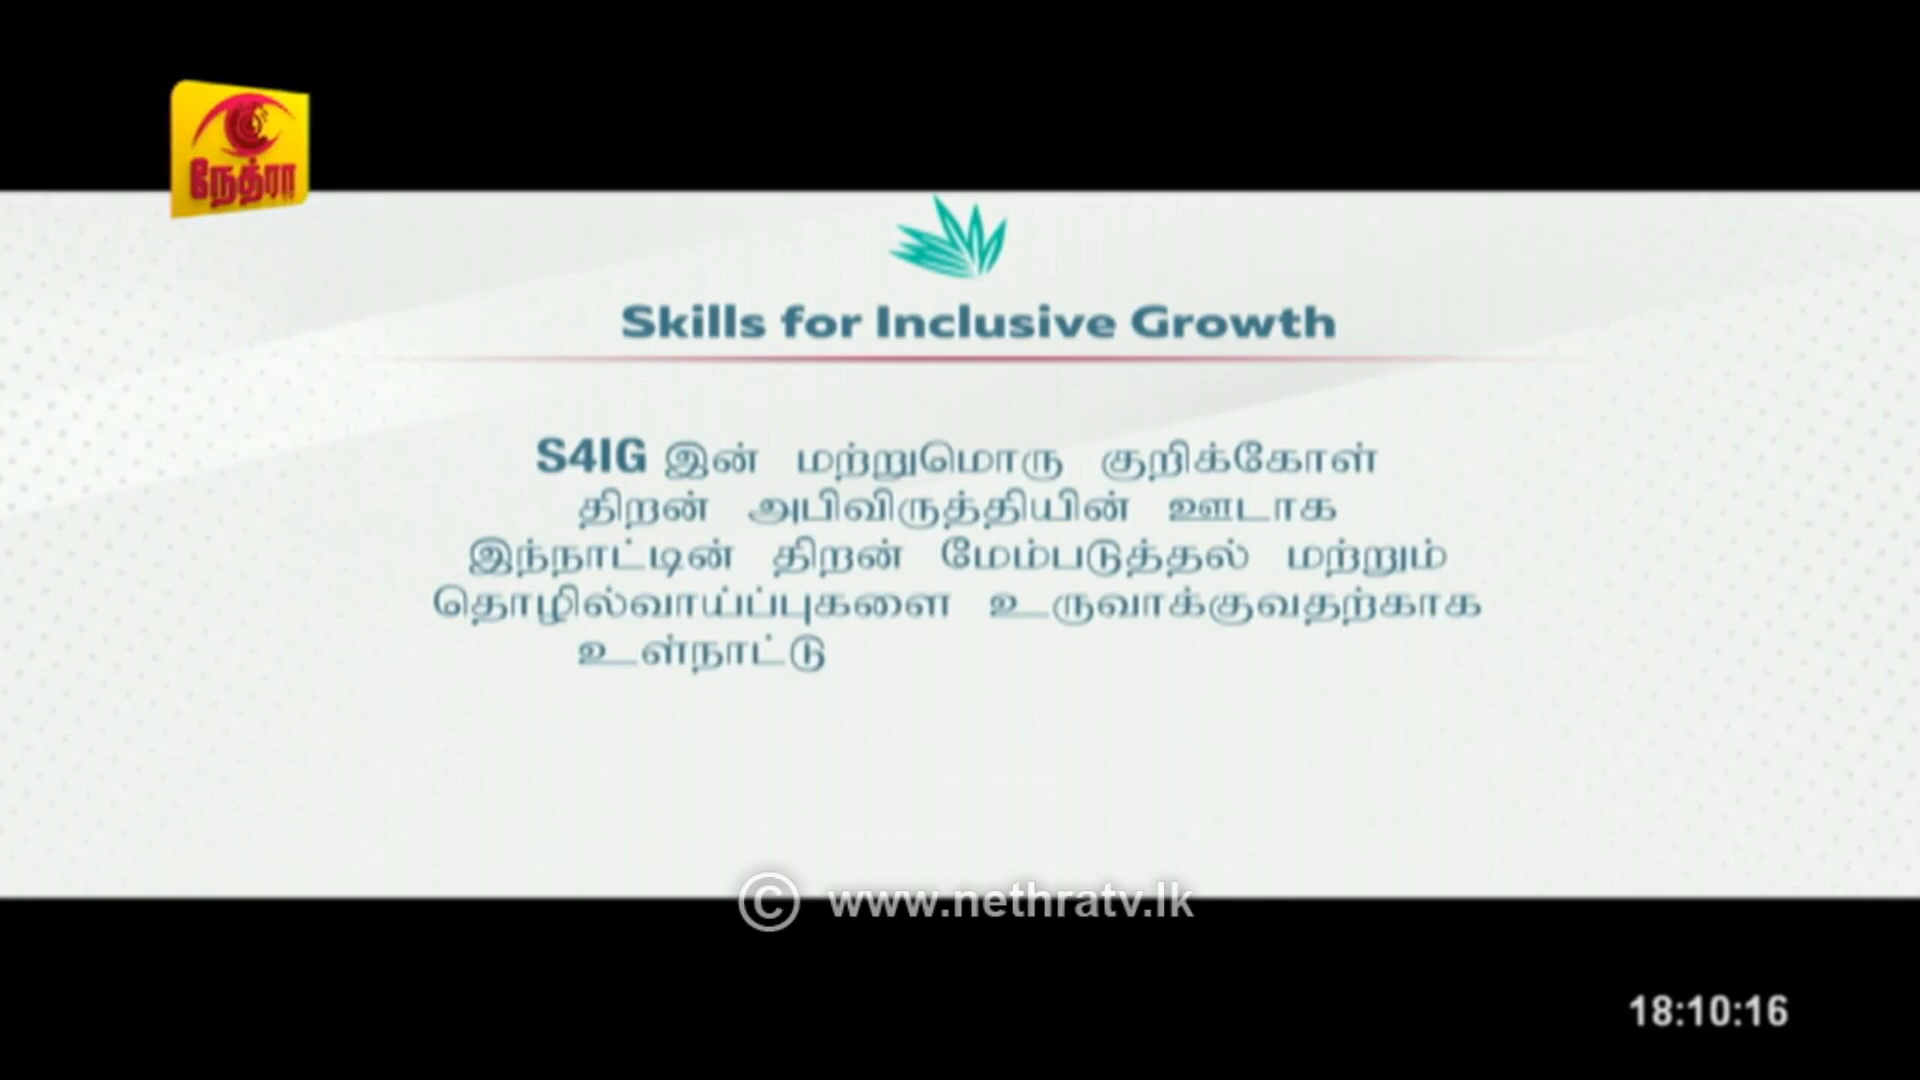 நேத்ரா
Skills for Inclusive Growth
S4IG இன் மற்றுமொரு குறிக்கோள்
திறன் அபிவிருத்தியின் ஊடாக
இந்நாட்டின் திறன் மேம்படுத்தல் மற்றும்
தொழில்வாய்ப்புகளை உருவாக்குவதற்காக
உள்நாட்டு
© www.nethratv.lk
18:10:16